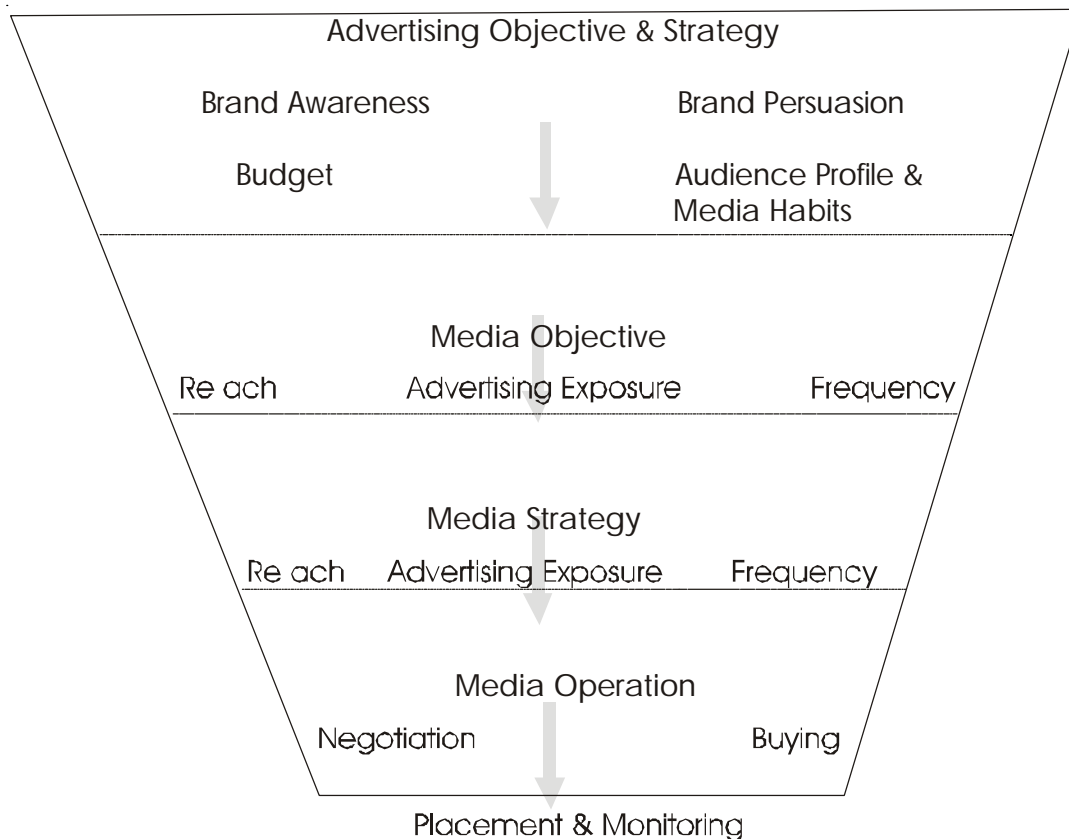 Advertising Objective & Strategy
Brand Awareness
Brand Persuasion
Budget
Audience Profile &
Media Habits
Media Objective
Re ach
Advertising Exposure
Frequency
Media Strategy
Re ach
Advertising Exposure
Frequency
Media Operation
Negotiation
Buying
Placement & Monitoring